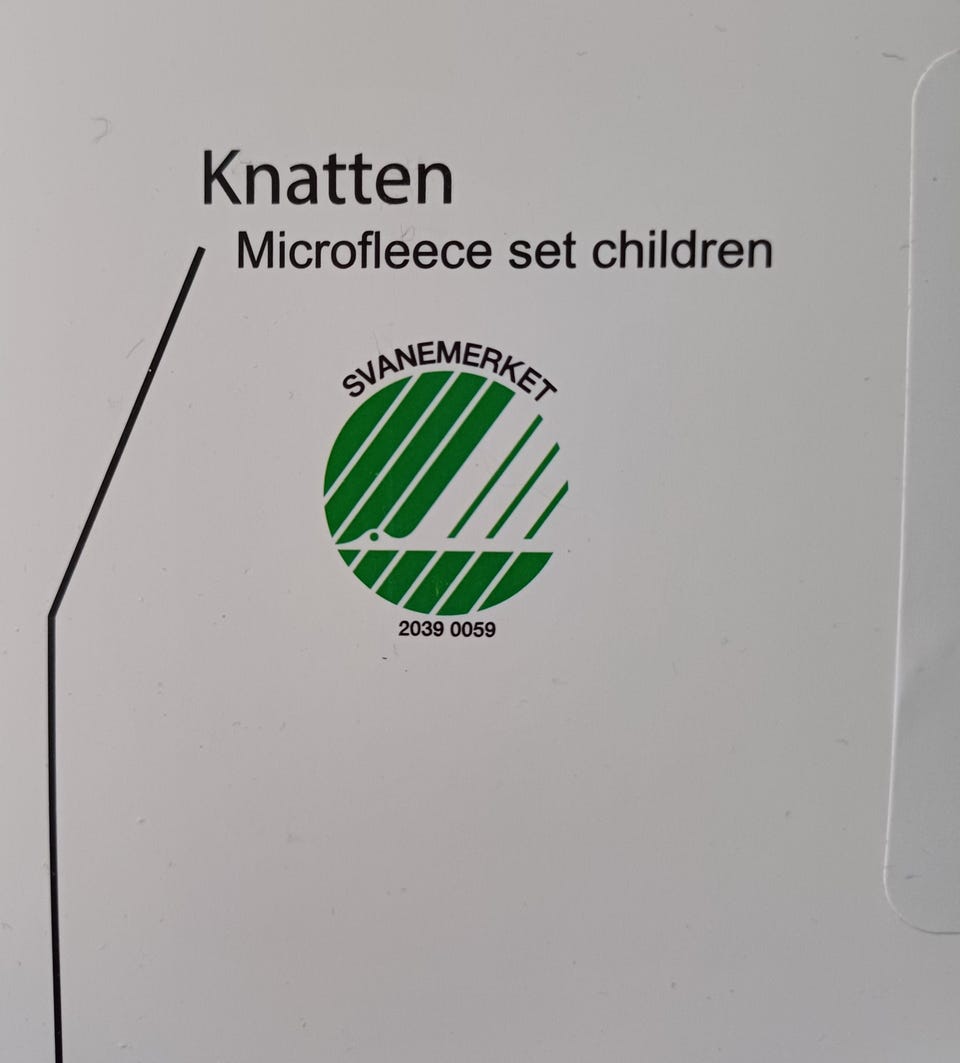 Knatten
Microfleece set children
SVANEMERKET
2039 0059